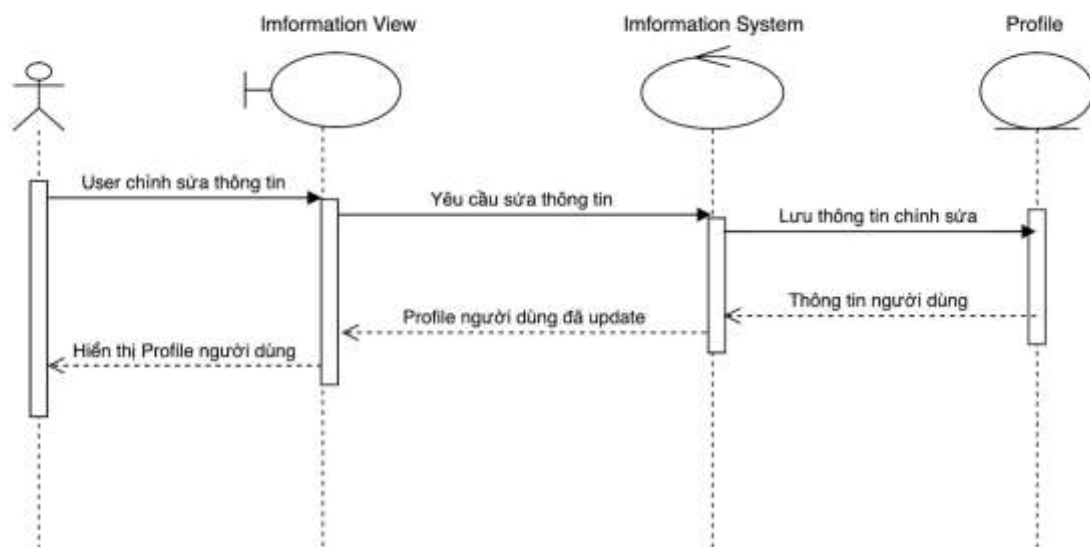 Imformation View
Imformation System
Profile
User chỉnh sửa thông tin
Yêu cầu sửa thông tin
Lưu thông tin chỉnh sửa
Thông tin người dùng
Profile người dùng đã update
Hiển thị Profile người dùng